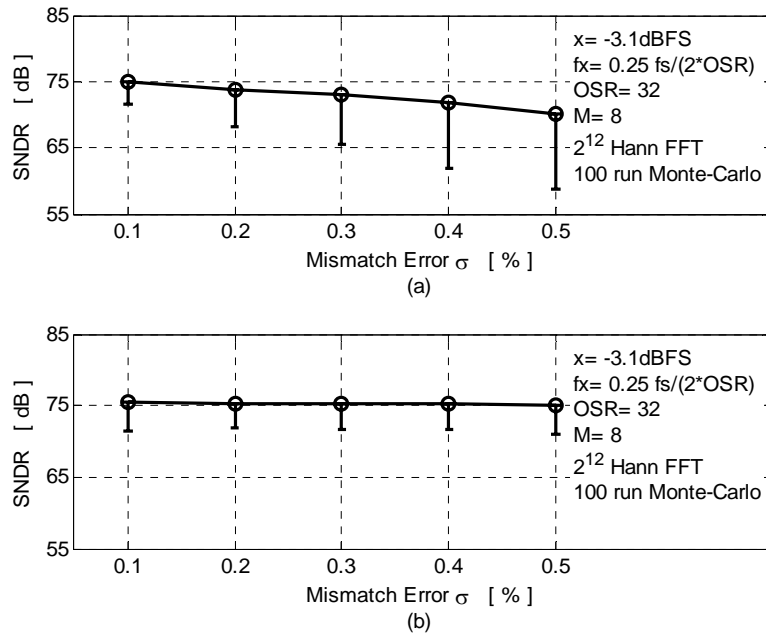 85
75
65
55
SNDR [ dB ]
x= -3.1dBFS
fx= 0.25 fs/(2*OSR)
OSR= 32
M= 8
2^12 Hann FFT
100 run Monte-Carlo
0.1 0.2 0.3 0.4 0.5
Mismatch Error σ [ % ]
(a)
85
75
65
55
SNDR [ dB ]
x= -3.1dBFS
fx= 0.25 fs/(2*OSR)
OSR= 32
M= 8
2^12 Hann FFT
100 run Monte-Carlo
0.1 0.2 0.3 0.4 0.5
Mismatch Error σ [ % ]
(b)